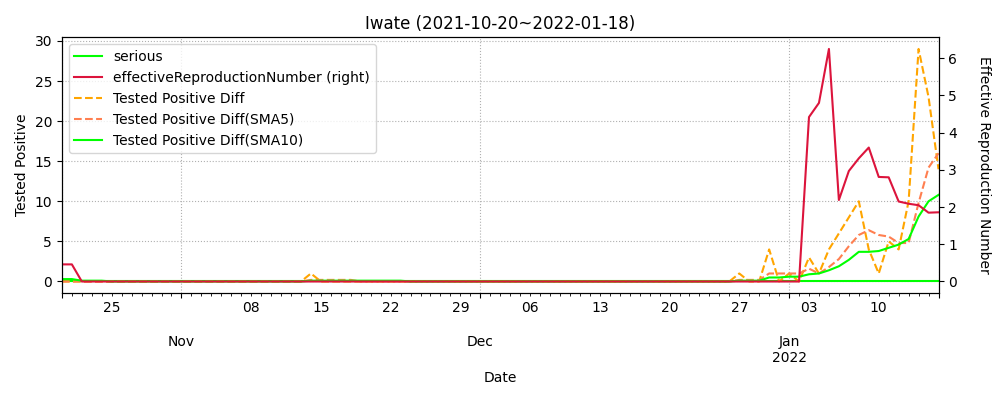 Iwate (2021-10-20~2022-01-18)
serious
effectiveReproductionNumber (right)
Tested Positive Diff
Tested Positive Diff(SMA5)
Tested Positive Diff(SMA10)
Tested Positive
30
25
20
15
10
5
0
6
5
4
3
2
1
0
Effective Reproduction Number
25 08 15 22 29 06 13 20 27 03 10
Nov Dec Jan
2022
Date